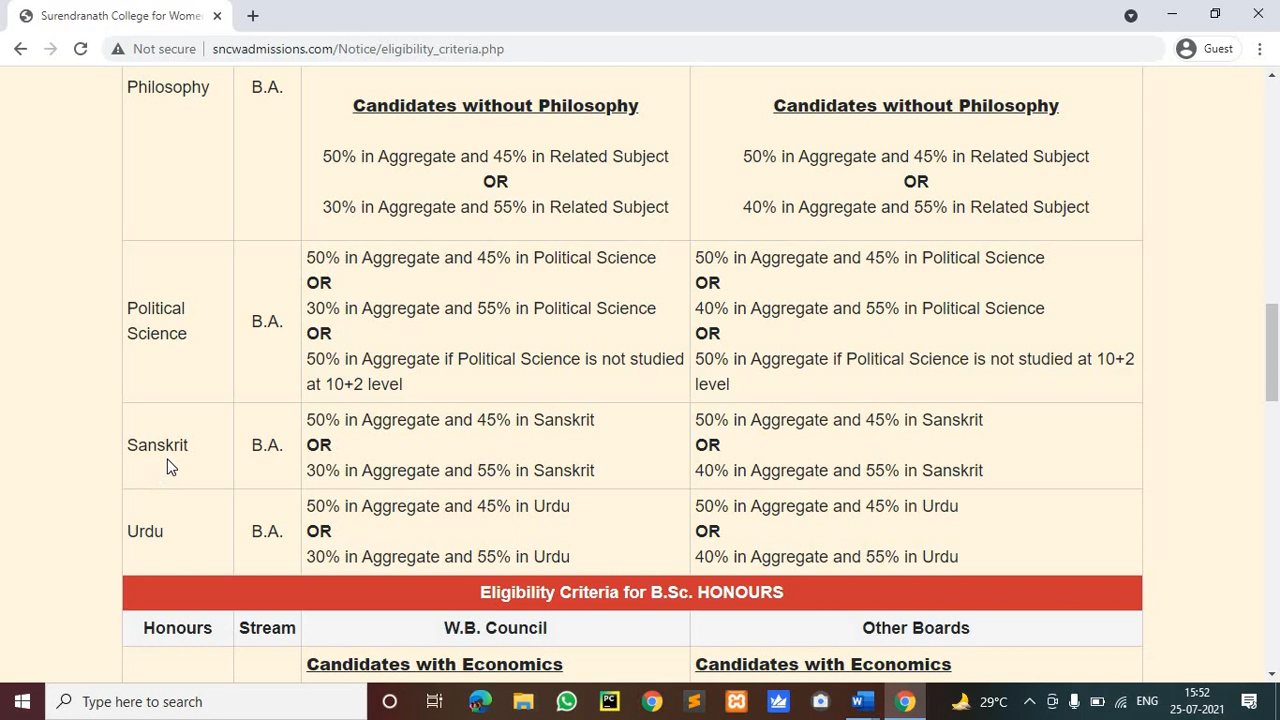 Surendranath College for Wome
Not secure
sncwadmissions.com/Notice/eligibility_criteria.php
Guest
Philosophy
B.A.
Candidates without Philosophy
50% in Aggregate and 45% in Related Subject
OR
30% in Aggregate and 55% in Related Subject
Candidates without Philosophy
50% in Aggregate and 45% in Related Subject
OR
40% in Aggregate and 55% in Related Subject
Political
Science
B.A.
50% in Aggregate and 45% in Political Science
OR
30% in Aggregate and 55% in Political Science
OR
50% in Aggregate if Political Science is not studied
at 10+2 level
50% in Aggregate and 45% in Political Science
OR
40% in Aggregate and 55% in Political Science
OR
50% in Aggregate if Political Science is not studied at 10+2
level
Sanskrit
B.A.
50% in Aggregate and 45% in Sanskrit
OR
30% in Aggregate and 55% in Sanskrit
50% in Aggregate and 45% in Sanskrit
OR
40% in Aggregate and 55% in Sanskrit
Urdu
B.A.
50% in Aggregate and 45% in Urdu
OR
30% in Aggregate and 55% in Urdu
50% in Aggregate and 45% in Urdu
OR
40% in Aggregate and 55% in Urdu
Eligibility Criteria for B.Sc. HONOURS
Honours
Stream
W.B. Council
Other Boards
Candidates with Economics
Candidates with Economics
Type here to search
PC
29°C
ENG
15:52
25-07-2021